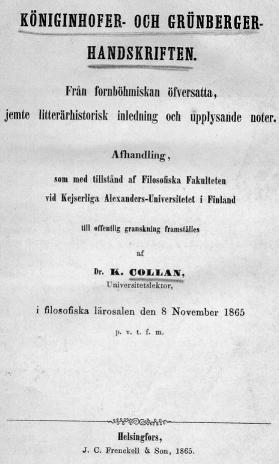 KÖNIGINHOFER- OCH GRÜNBERGER-
HANDSKRIFTEN.
Från fornböhmiskan öfversatta,
jemte litterärhistorisk inledning och upplysande noter.
Afhandling,
som med tillstånd af Filosofiska Fakulteten
vid Kejserliga Alexanders-Universitetet i Finland
till offentlig granskning framställes
af
Dr. K. COLLAN,
Universitetslektor,
i filosofiska lärosalen den 8 November 1865
p. v. t. f. m.
Helsingfors,
J. C. Frenckell & Son, 1865.